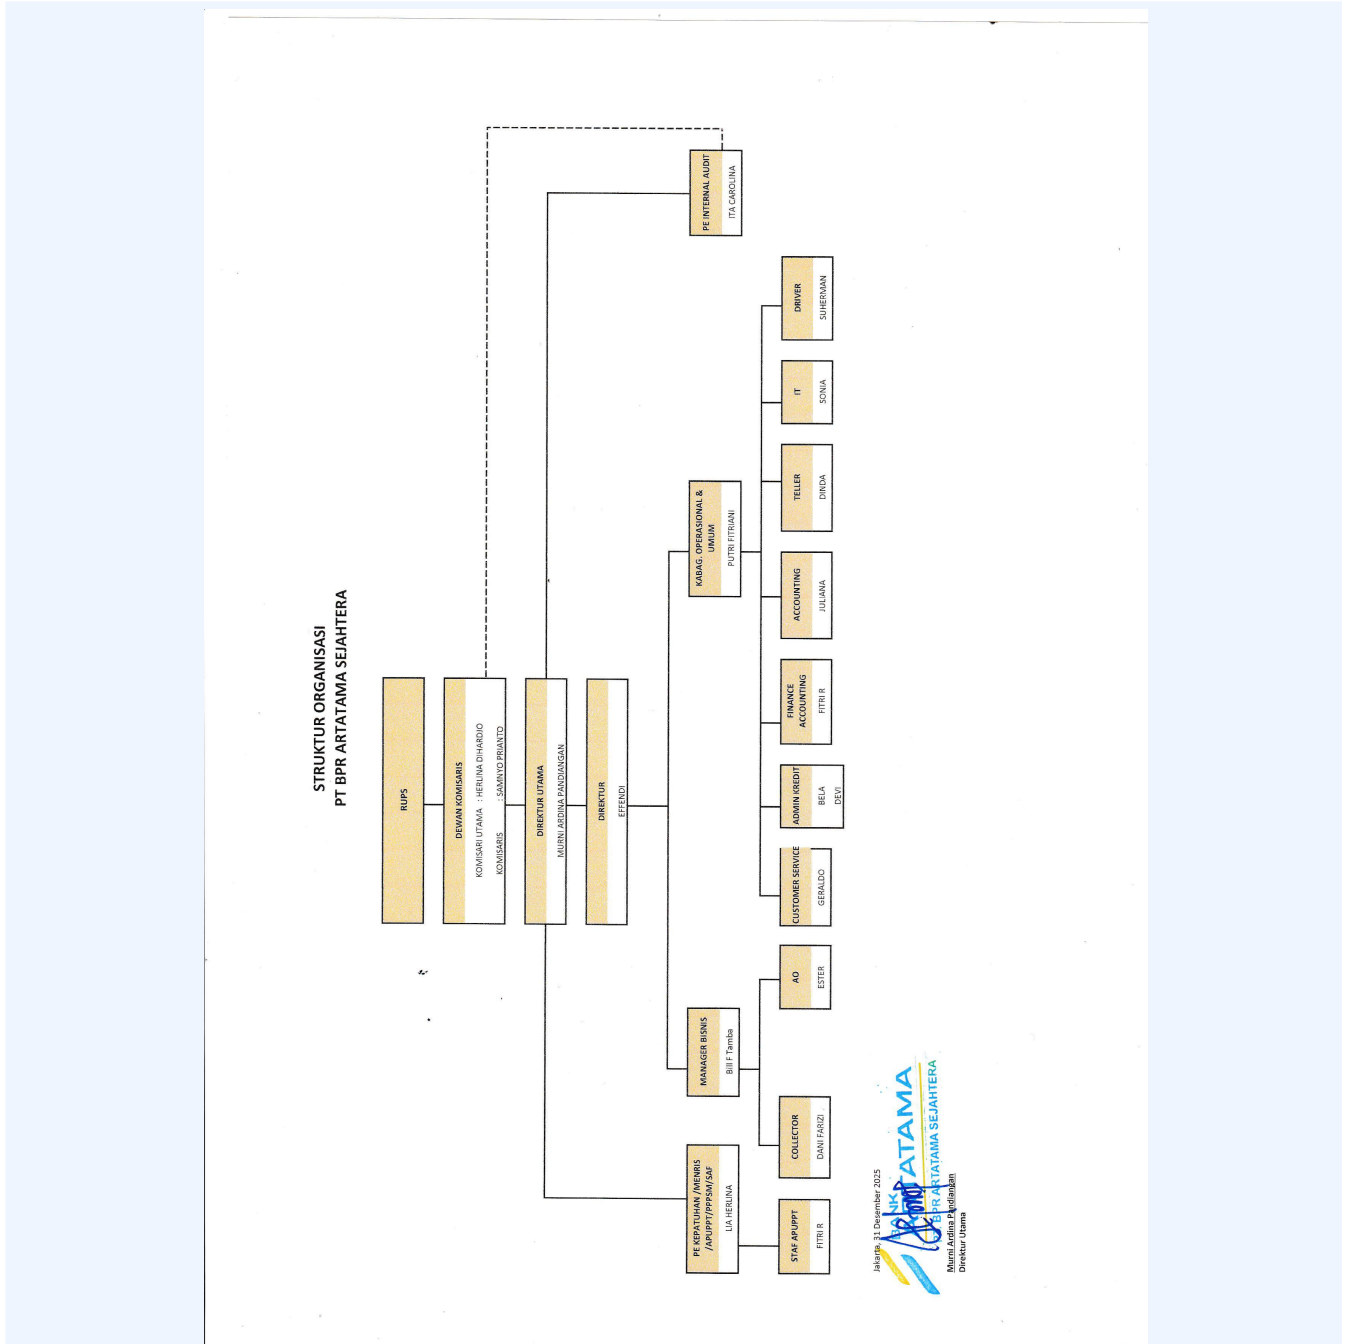 STRUKTUR ORGANISASI
PT BPR ARTATAMA SEJAHTERA
RUPS
DEWAN KOMISARIS
KOMISARI UTAMA : HERLINA DIHARDJO
KOMISARIS : SAMNYO PRIANTO
DIREKTUR UTAMA
MURNI ARDINA PANDIANGAN
DIREKTUR
EFFENDI
PE KEPATUHAN /MENRIS
/APUPPT/PPPSM/SAF
LIA HERLINA
MANAGER BISNIS
Bill F Tamba
KABAG. OPERASIONAL &
UMUM
PUTRI FITRIANI
PE INTERNAL AUDIT
ITA CAROLINA
STAF APUPPT
FITRI R
COLLECTOR
DANI FARIZI
AO
ESTER
CUSTOMER SERVICE
GERALDO
ADMIN KREDIT
BELA
DEVI
FINANCE
ACCOUNTING
FITRI R
ACCOUNTING
JULIANA
TELLER
DINDA
IT
SONIA
DRIVER
SUHERMAN
Jakarta, 31 Desember 2025
BANK
ARTATAMA
PT. BPR ARTATAMA SEJAHTERA
Murni Ardina Pandiangan
Direktur Utama